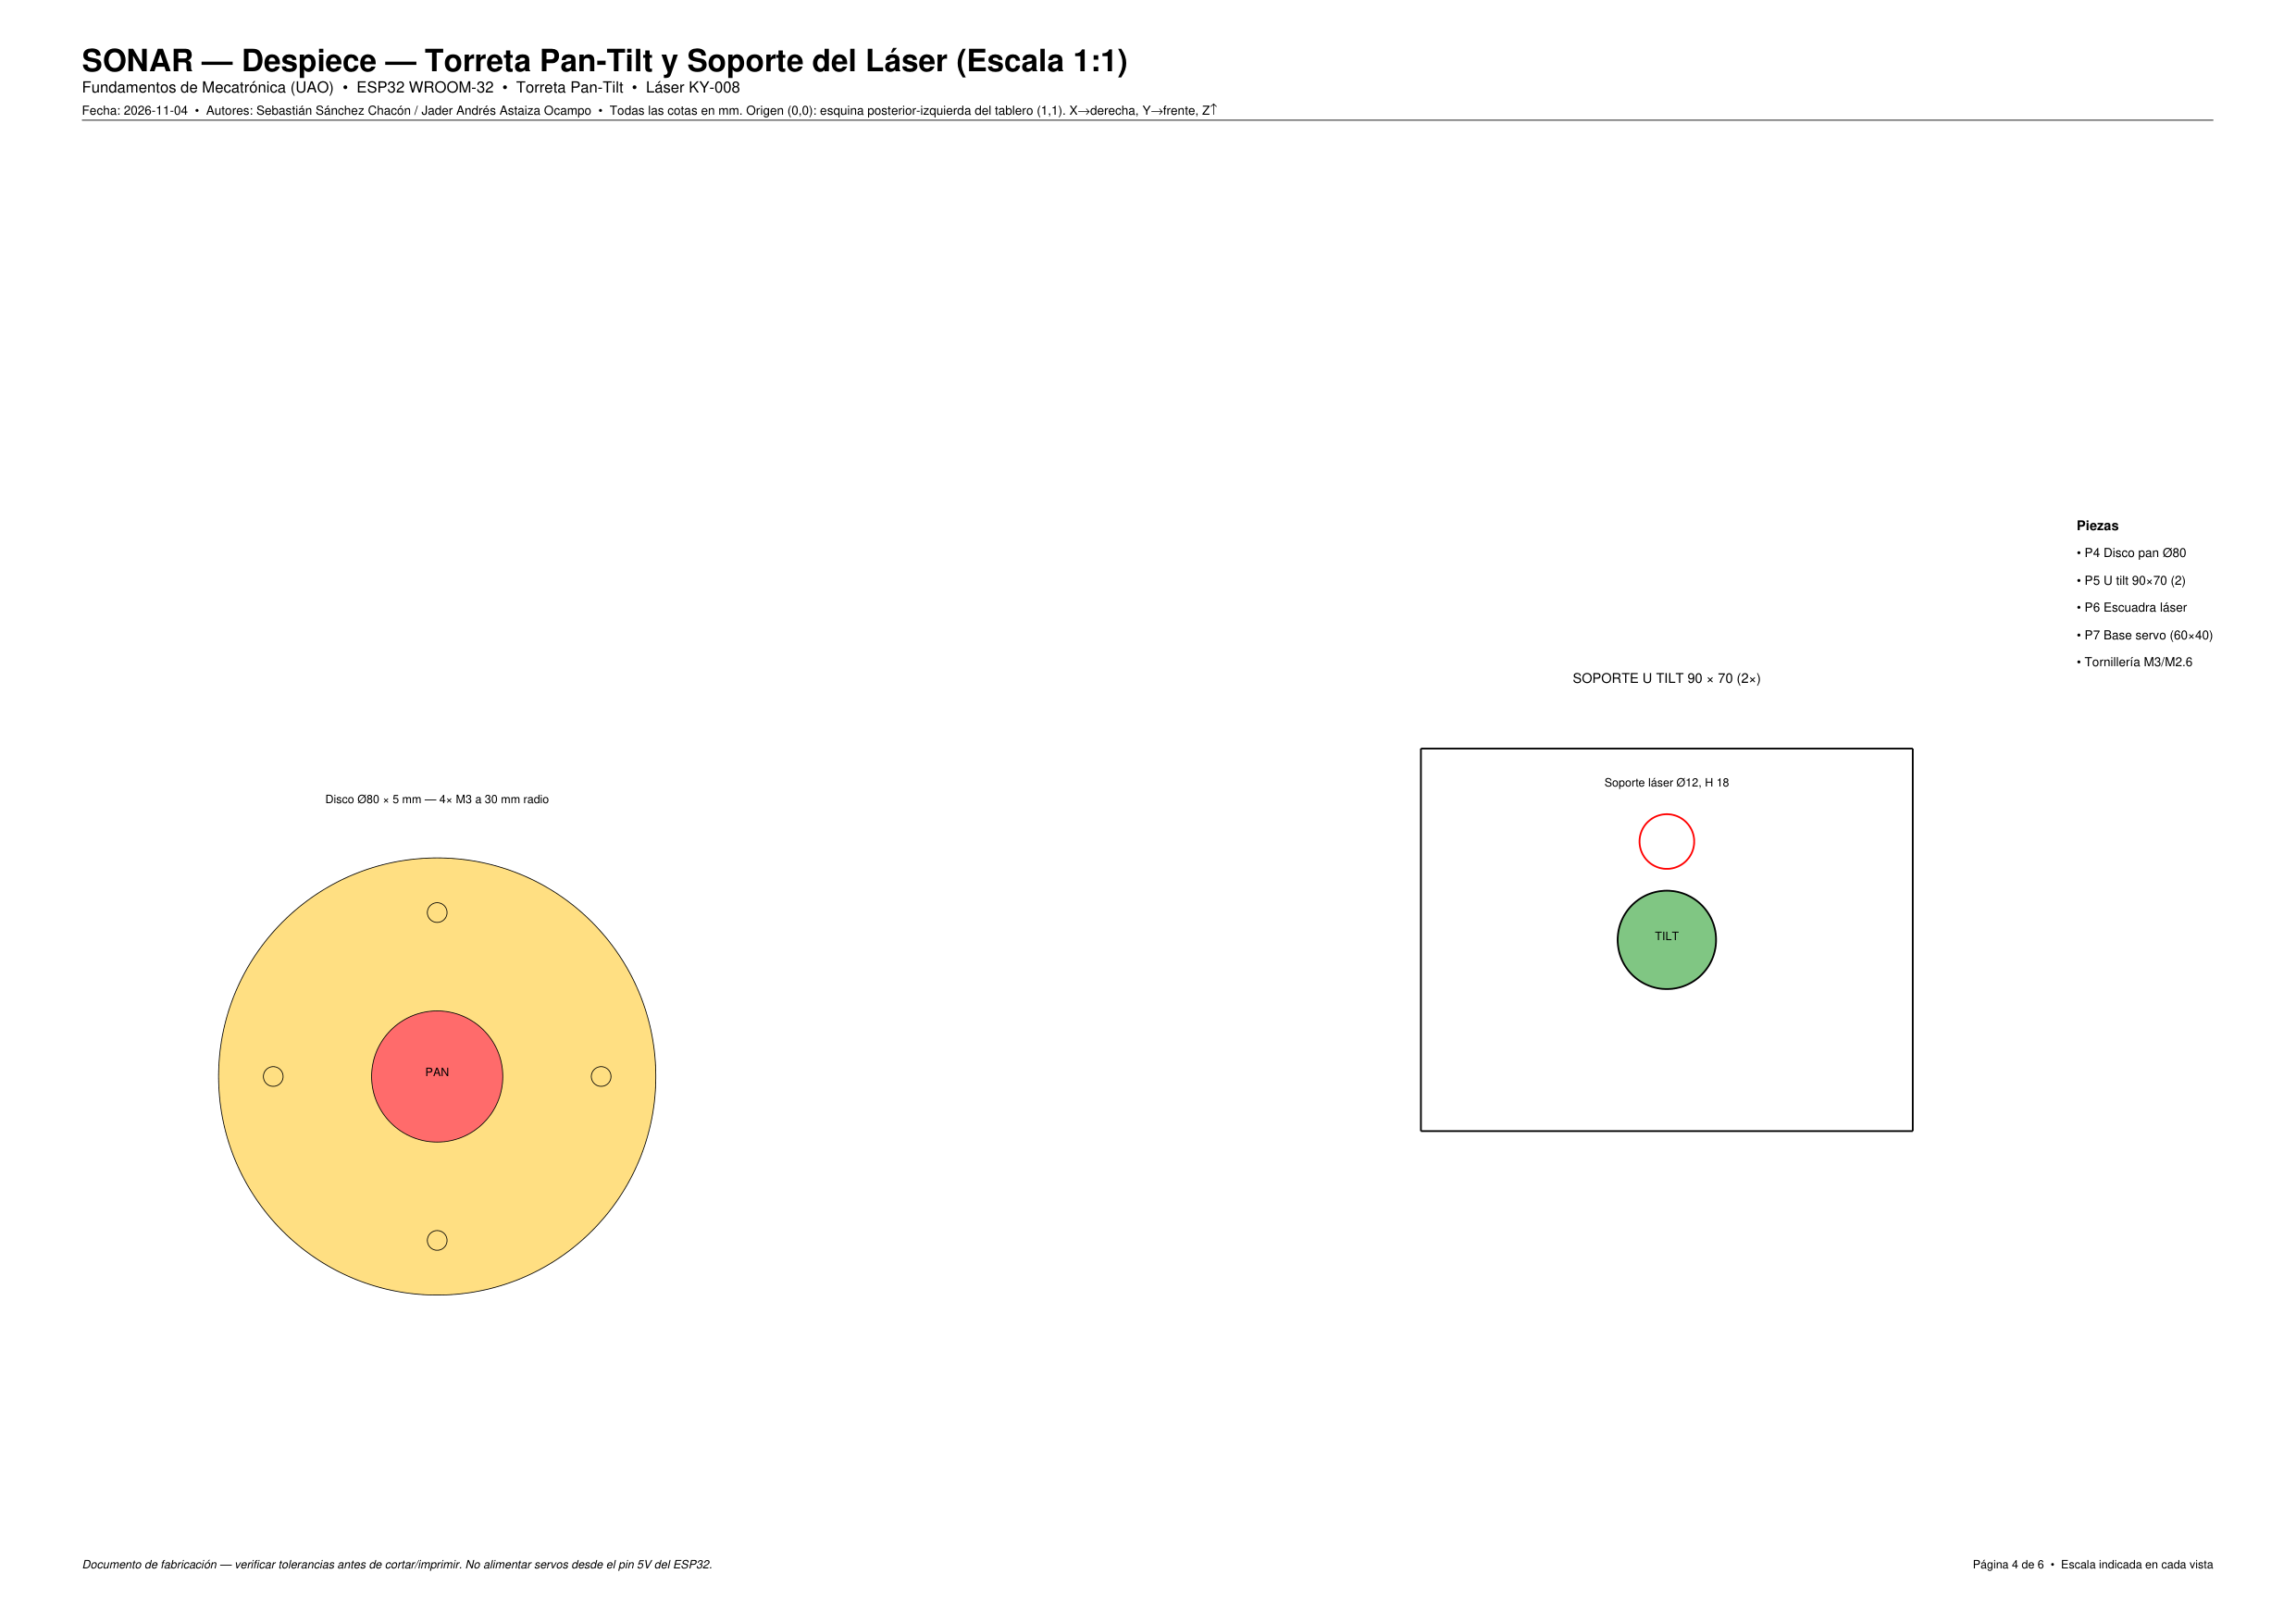 SONAR — Despiece — Torreta Pan-Tilt y Soporte del Láser (Escala 1:1)
Fundamentos de Mecatrónica (UAO) • ESP32 WROOM-32 • Torreta Pan-Tilt • Láser KY-008
Fecha: 2026-11-04 • Autores: Sebastián Sánchez Chacón / Jader Andrés Astaiza Ocampo • Todas las cotas en mm. Origen (0,0): esquina posterior-izquierda del tablero (1,1). X→derecha, Y→frente, Z↑
Piezas
• P4 Disco pan Ø80
• P5 U tilt 90×70 (2)
• P6 Escuadra láser
• P7 Base servo (60×40)
• Tornillería M3/M2.6
SOPORTE U TILT 90 × 70 (2×)
Soporte láser Ø12, H 18
TILT
Disco Ø80 × 5 mm — 4× M3 a 30 mm radio
PAN
Documento de fabricación — verificar tolerancias antes de cortar/imprimir. No alimentar servos desde el pin 5V del ESP32.
Página 4 de 6 • Escala indicada en cada vista